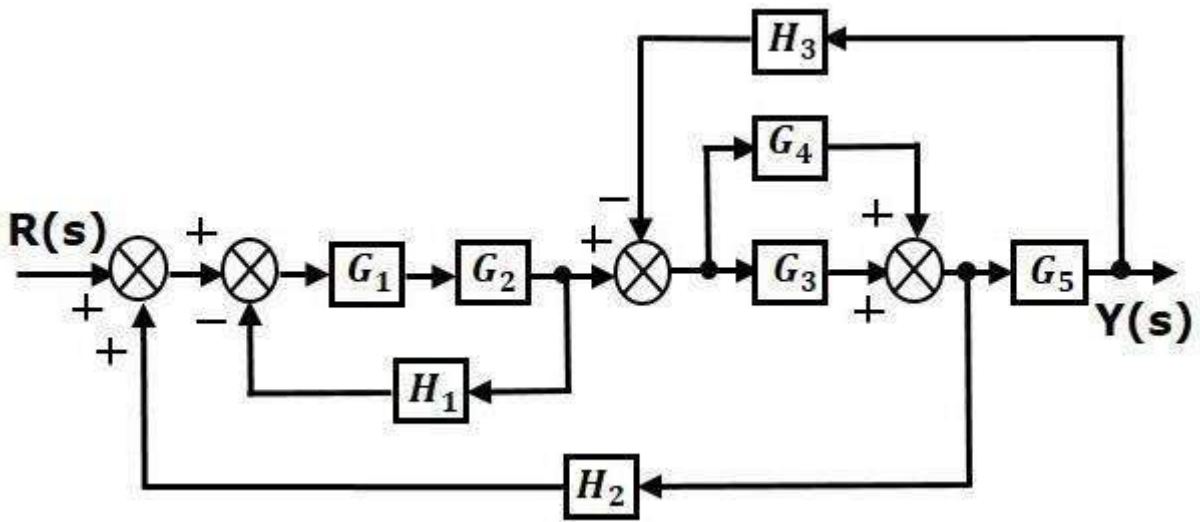 H₃
G₄
R(s)
+
−
+
+
G₁
G₂
G₃
G₅
Y(s)
+
−
+
+
H₁
H₂